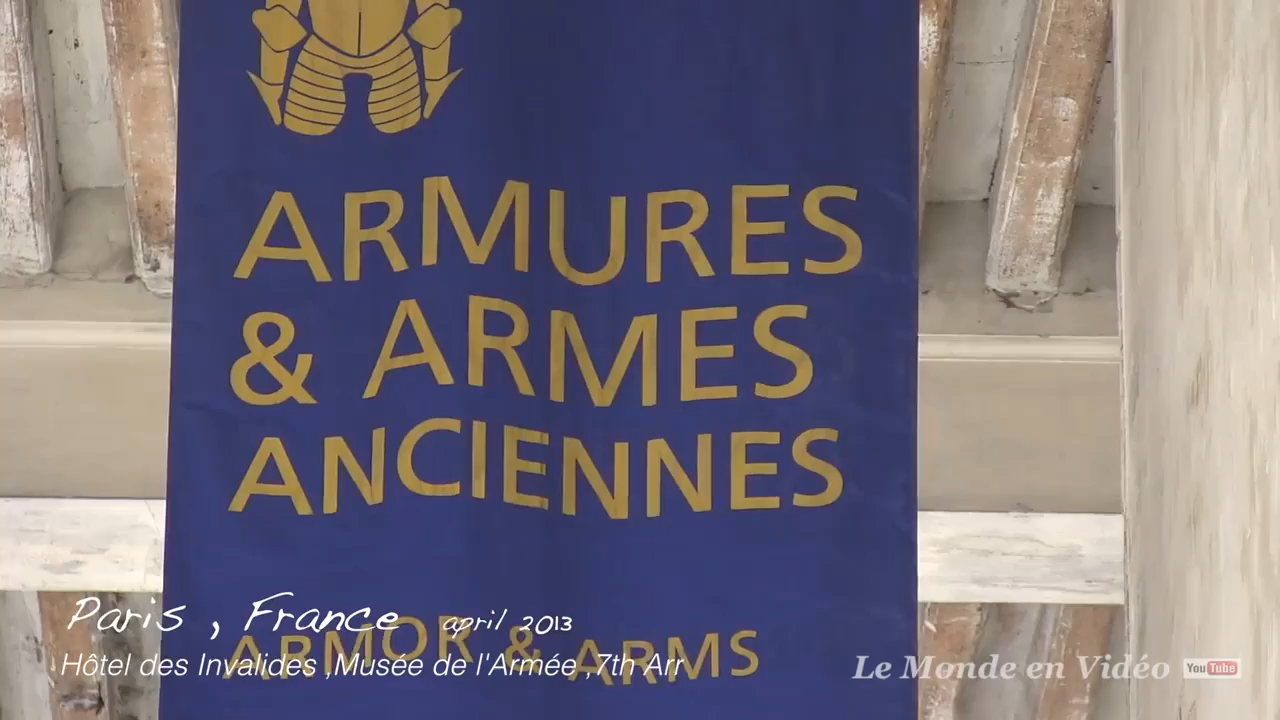 ARMURES
& ARMES
ANCIENNES
ARMOR & ARMS
Paris , France april 2013
Hôtel des Invalides ,Musée de l'Armée ,7th Arr
Le Monde en Vidéo YouTube